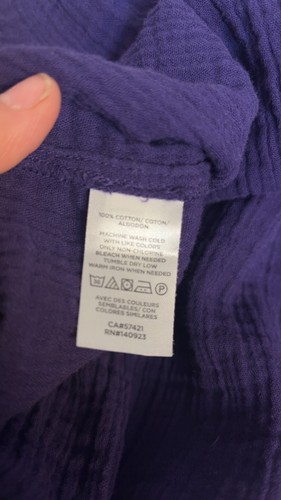 100% COTTON/ COTON/
ALGODON
MACHINE WASH COLD
WITH LIKE COLORS
ONLY NON-CHLORINE
BLEACH WHEN NEEDED
TUMBLE DRY LOW
WARM IRON WHEN NEEDED
P
AVEC DES COULEURS
SEMBLABLES/ CON
COLORES SIMILARES
CA#57421
RN#140923